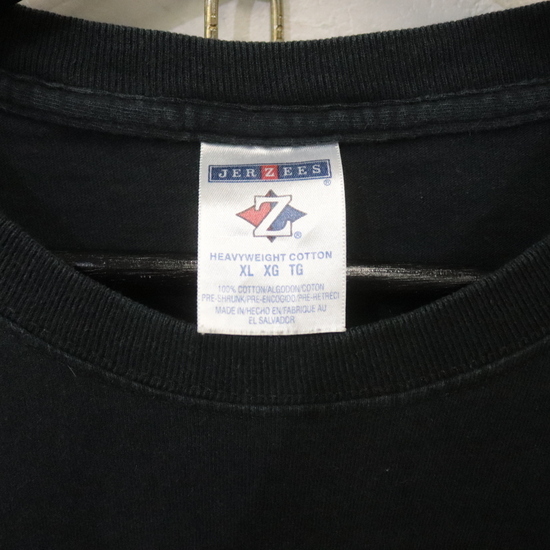 JERZEES
®
Z
®
HEAVYWEIGHT COTTON
XL XG TG
100% COTTON/ALGODON/COTON
PRE-SHRUNK/PRE-ENCOGIDO/PRE-RETRECI
MADE IN/HECHO EN/FABRIQUE AU
EL SALVADOR